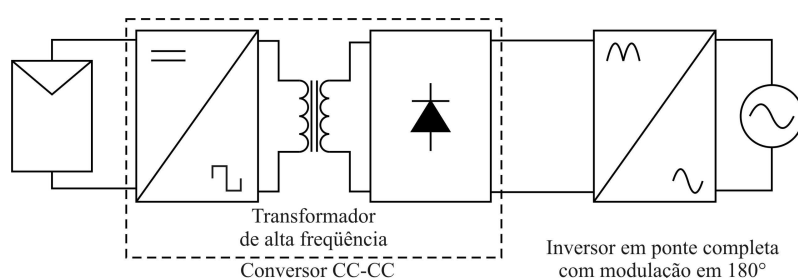 Transformador
de alta freqüência
Conversor CC-CC
Inversor em ponte completa
com modulação em 180°